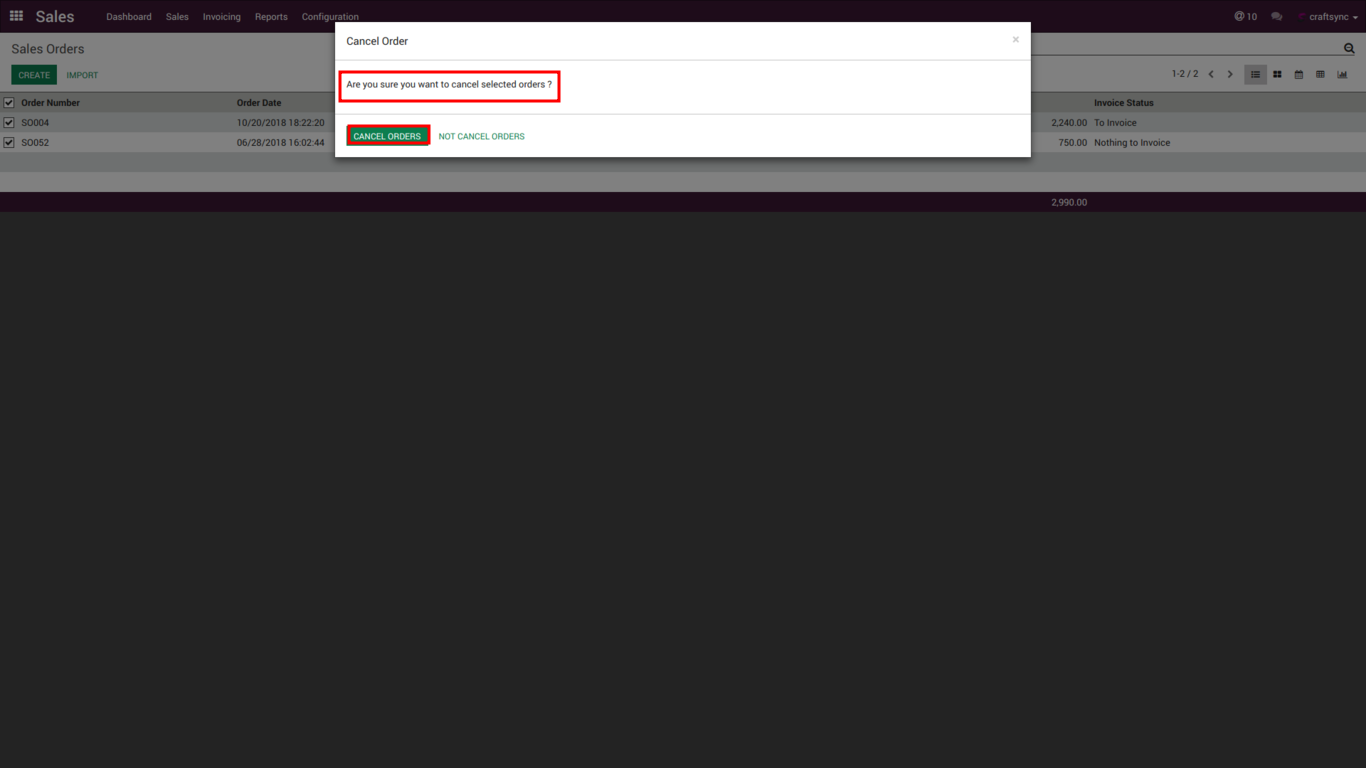 Sales Dashboard Sales Invoicing Reports Configuration @ 10 craftsync
Cancel Order ×
Sales Orders
CREATE IMPORT
1-2 / 2
Are you sure you want to cancel selected orders ?
Order Number Order Date Invoice Status
SO004 10/20/2018 18:22:20 2,240.00 To Invoice
CANCEL ORDERS NOT CANCEL ORDERS
SO052 06/28/2018 16:02:44 750.00 Nothing to Invoice
2,990.00